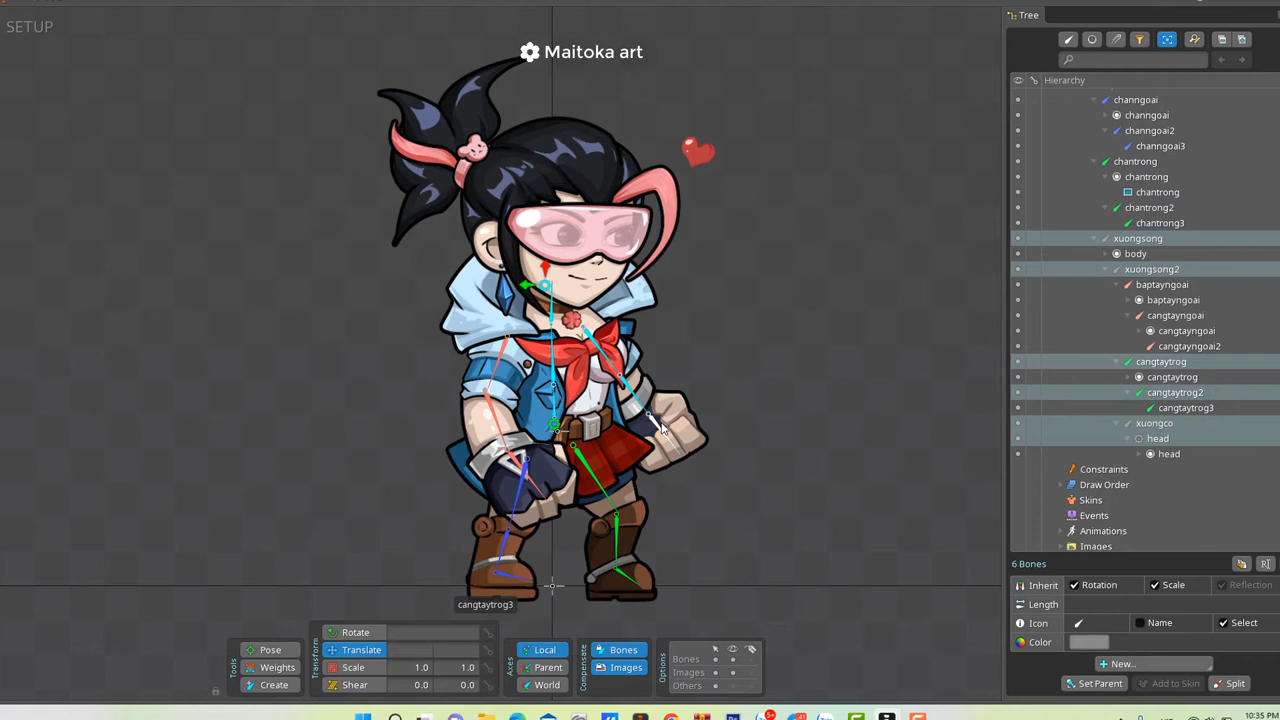 SETUP
Maitoka art
Tree
Hierarchy
channgoai
channgoai
channgoai2
channgoai3
chantrong
chantrong
chantrong
chantrong2
chantrong3
xuongsong
body
xuongsong2
baptayngoai
baptayngoai
cangtayngoai
cangtayngoai
cangtayngoai2
cangtaytrog
cangtaytrog
cangtaytrog2
cangtaytrog3
xuongco
head
head
Constraints
Draw Order
Skins
Events
Animations
Images
6 Bones
Inherit Rotation Scale Reflection
Length
Icon Name Select
Color
New...
Set Parent Add to Skin Split
cangtaytrog3
Tools
Pose
Weights
Create
Transform
Rotate
Translate
Scale 1.0 1.0
Shear 0.0 0.0
Axes
Local
Parent
World
Compensate
Bones
Images
Options
Bones
Images
Others
10:35 PM